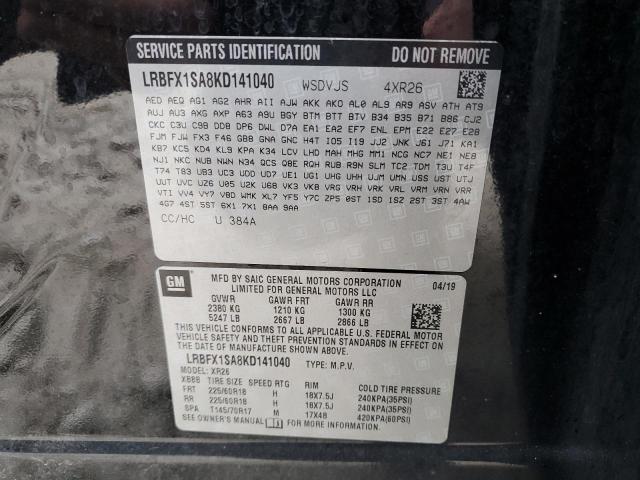 SERVICE PARTS IDENTIFICATION DO NOT REMOVE
LRBFX1SA8KD141040 WSDVJS 4XR26
AED AEQ AG1 AG2 AHR AII AJW AKK AKO AL0 AL9 AR9 ASV ATH AT9
AUJ AU3 AXG AXP A63 A9U BGY BTM BTT BTV B34 B35 B71 B86 CJ2
CKC C3U C98 DD8 DP6 DWL D7A EA1 EA2 EF7 ENL EPM E22 E27 E28
FJM FJW FX3 F46 GB8 GNA GNC H4T I05 I19 JJ2 JNK J61 J71 KA1
KB7 KC5 KD4 KL9 KPA K34 LCV LHD MAH MHG MM1 NCG NC7 NE1 NE8
NJ1 NKC NUB NWN N34 QCS Q8E RQH RUB R9N SLM TC2 TDM T3U T4F
T74 T83 UB3 UC3 UDD UD7 UE1 UG1 UHG UHH UJM UMN USS UST UTJ
UUT UVC UZ6 U05 U2K U68 VK3 VKB VRG VRH VRK VRL VRM VRN VRR
VTI VV4 VY7 V8D WMK XL7 YF5 Y7C ZP5 0ST 1SD 1SZ 2ST 3ST 4AW
4G7 4ST 5ST 6X1 7X1 8AA 9AA
CC/HC U 384A
GM MFD BY SAIC GENERAL MOTORS CORPORATION 04/19
LIMITED FOR GENERAL MOTORS LLC
GVWR GAWR FRT GAWR RR
2380 KG 1210 KG 1300 KG
5247 LB 2667 LB 2866 LB
THIS VEHICLE CONFORMS TO ALL APPLICABLE U.S. FEDERAL MOTOR
VEHICLE SAFETY, BUMPER, AND THEFT PREVENTION STANDARDS IN
EFFECT ON THE DATE OF MANUFACTURE SHOWN ABOVE.
LRBFX1SA8KD141040 TYPE: M.P.V.
MODEL: XR26
XBBB TIRE SIZE SPEED RTG RIM COLD TIRE PRESSURE
FRT 225/60R18 H 18X7.5J 240KPA(35PSI)
RR 225/60R18 H 18X7.5J 240KPA(35PSI)
SPA T145/70R17 M 17X4B 420KPA(60PSI)
SEE OWNER'S MANUAL FOR ADDITIONAL INFORMATION